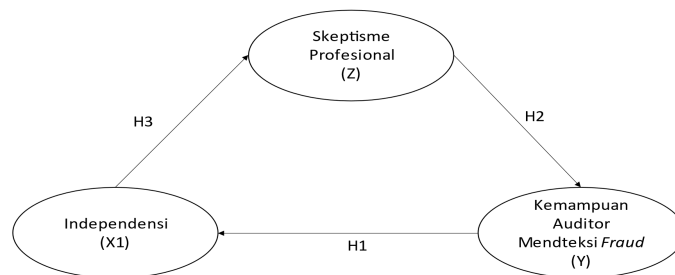 Skeptisme
Profesional
(Z)
H3
H2
Independensi
(X1)
Kemampuan
Auditor
Mendteksi Fraud
(Y)
H1